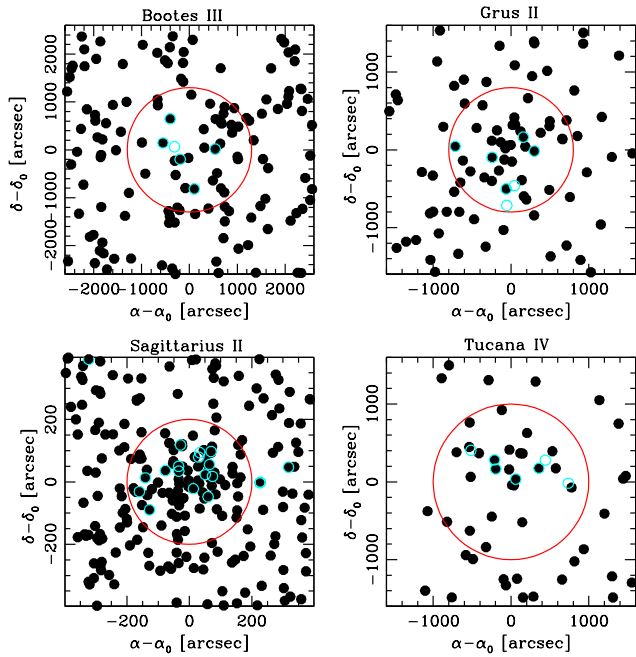 Bootes III
2000
1000
0
-1000
-2000
δ-δ₀ [arcsec]
-2000 -1000 0 1000 2000
α-α₀ [arcsec]
Grus II
1000
0
-1000
δ-δ₀ [arcsec]
-1000 0 1000
α-α₀ [arcsec]
Sagittarius II
200
0
-200
δ-δ₀ [arcsec]
-200 0 200
α-α₀ [arcsec]
Tucana IV
1000
0
-1000
δ-δ₀ [arcsec]
-1000 0 1000
α-α₀ [arcsec]